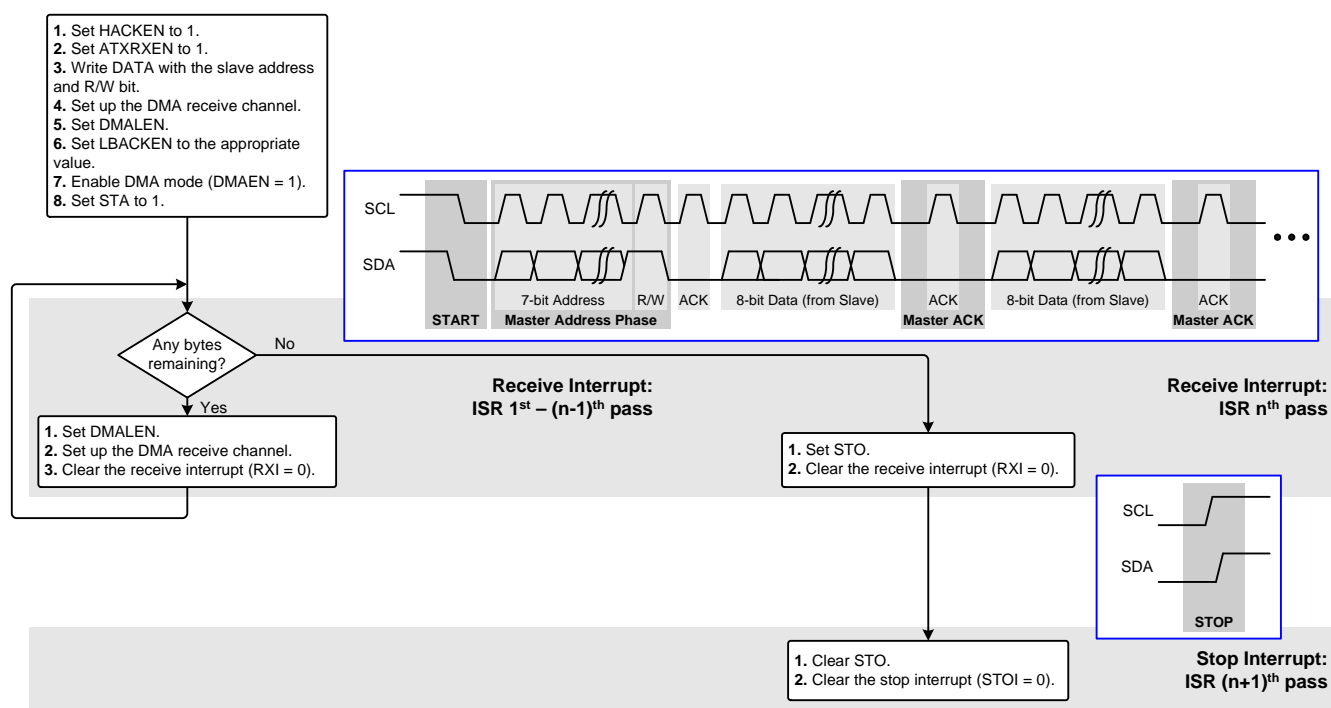 1. Set HACKEN to 1.
2. Set ATXRXEN to 1.
3. Write DATA with the slave address
and R/W bit.
4. Set up the DMA receive channel.
5. Set DMALEN.
6. Set LBACKEN to the appropriate
value.
7. Enable DMA mode (DMAEN = 1).
8. Set STA to 1.
SCL
SDA
7-bit Address
R/W
ACK
8-bit Data (from Slave)
ACK
8-bit Data (from Slave)
ACK
START
Master Address Phase
Master ACK
Master ACK
Any bytes
remaining?
No
Yes
Receive Interrupt:
ISR 1st – (n-1)th pass
Receive Interrupt:
ISR nth pass
1. Set DMALEN.
2. Set up the DMA receive channel.
3. Clear the receive interrupt (RXI = 0).
1. Set STO.
2. Clear the receive interrupt (RXI = 0).
SCL
SDA
STOP
1. Clear STO.
2. Clear the stop interrupt (STOI = 0).
Stop Interrupt:
ISR (n+1)th pass